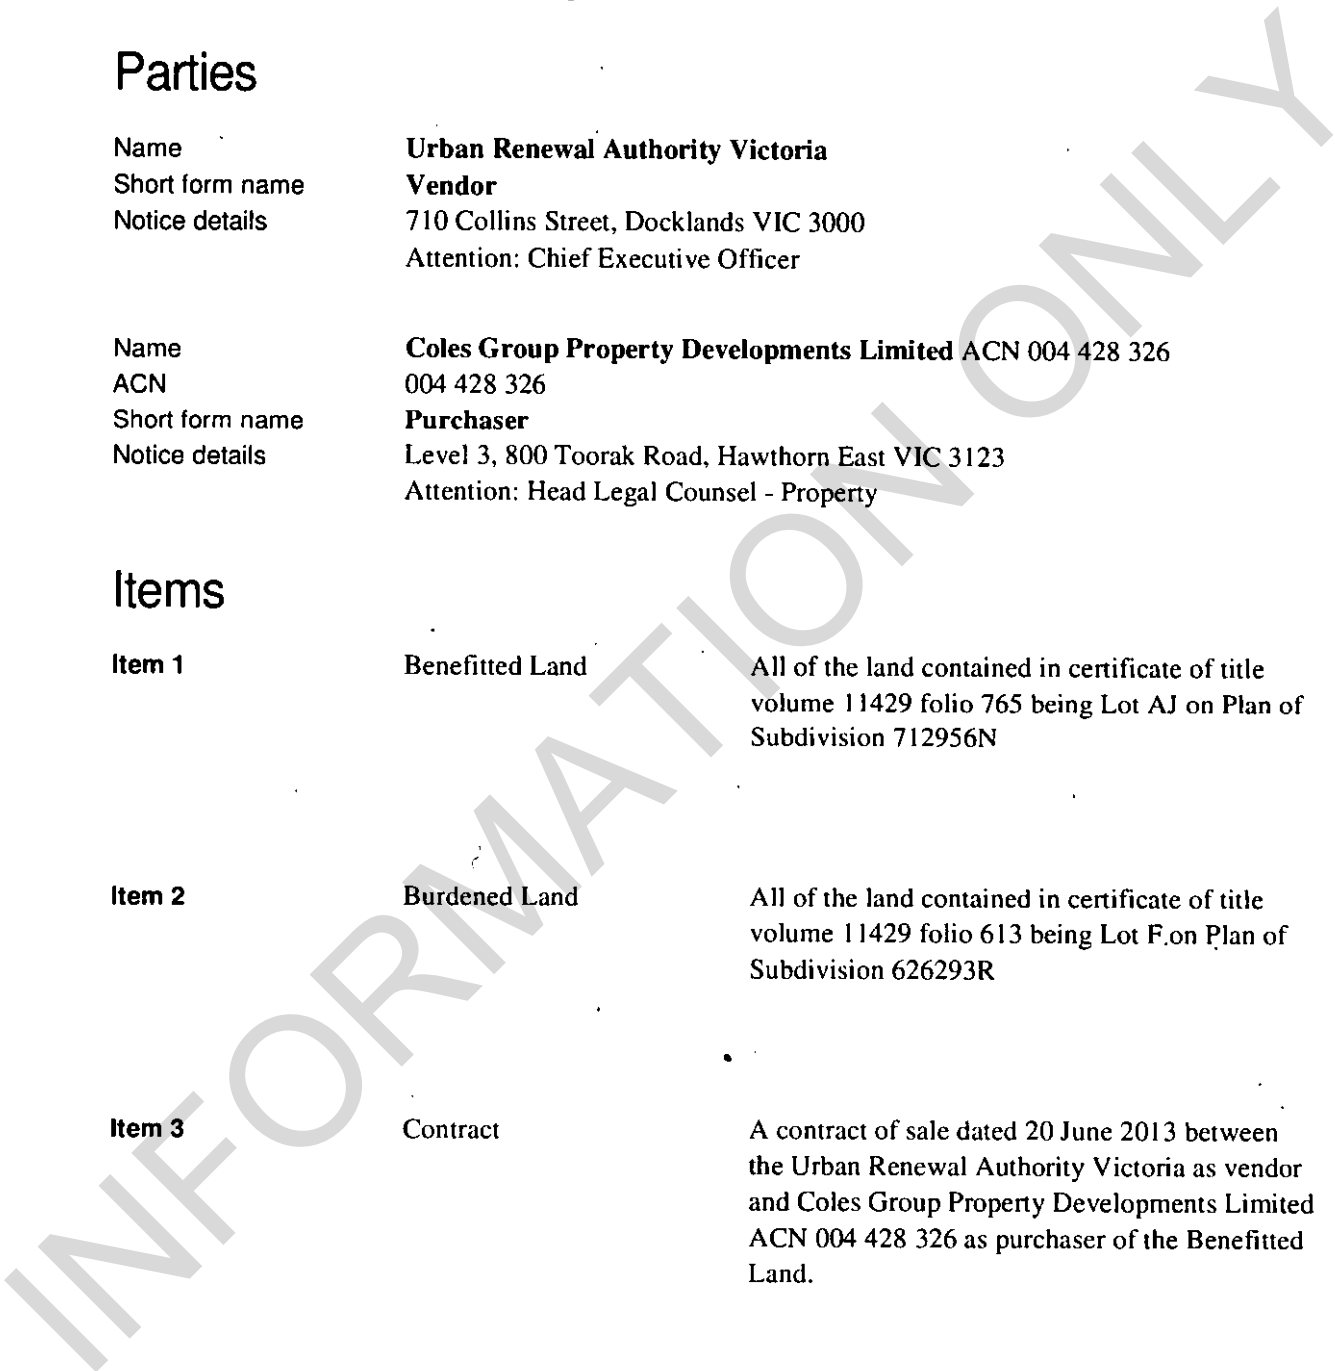 Parties
Name Urban Renewal Authority Victoria
Short form name Vendor
Notice details 710 Collins Street, Docklands VIC 3000
Attention: Chief Executive Officer
Name Coles Group Property Developments Limited ACN 004 428 326
ACN 004 428 326
Short form name Purchaser
Notice details Level 3, 800 Toorak Road, Hawthorn East VIC 3123
Attention: Head Legal Counsel - Property
Items
Item 1 Benefitted Land All of the land contained in certificate of title
volume 11429 folio 765 being Lot AJ on Plan of
Subdivision 712956N
Item 2 Burdened Land All of the land contained in certificate of title
volume 11429 folio 613 being Lot F on Plan of
Subdivision 626293R
Item 3 Contract A contract of sale dated 20 June 2013 between
the Urban Renewal Authority Victoria as vendor
and Coles Group Property Developments Limited
ACN 004 428 326 as purchaser of the Benefitted
Land.
INFORMATION ONLY